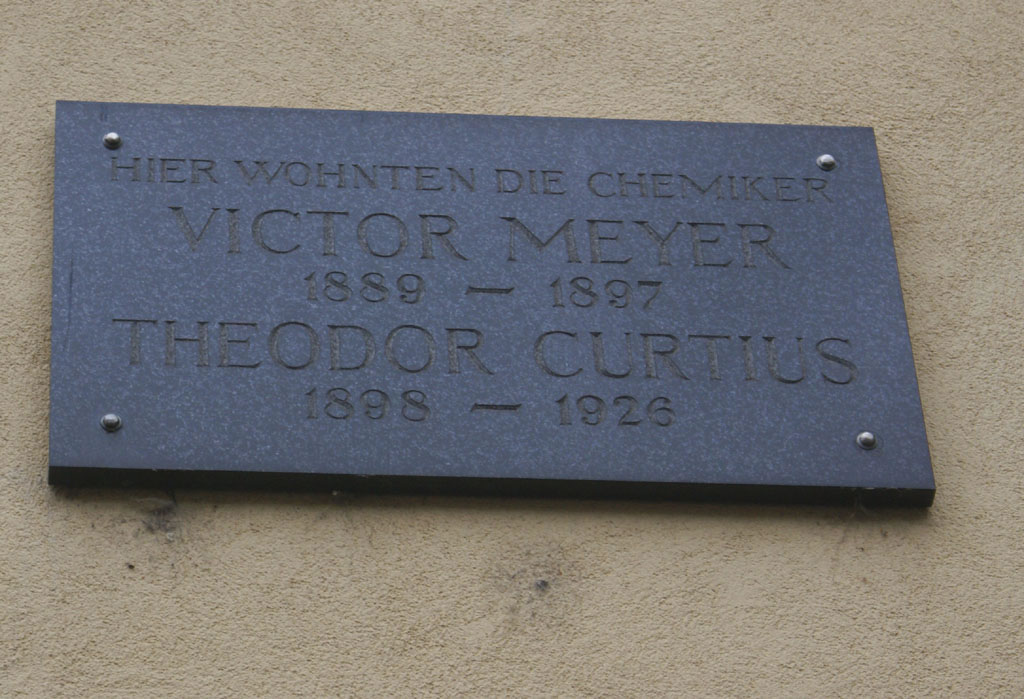 HIER WOHNTEN DIE CHEMIKER
VICTOR MEYER
1889 – 1897
THEODOR CURTIUS
1898 – 1926